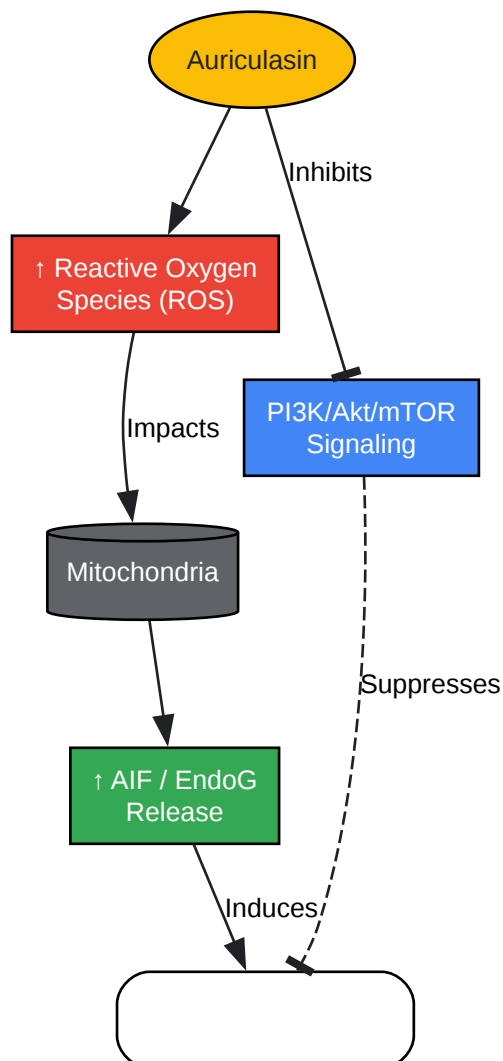 Auriculasin
Inhibits
↑ Reactive Oxygen
Species (ROS)
Impacts
PI3K/Akt/mTOR
Signaling
Mitochondria
Suppresses
↑ AIF / EndoG
Release
Induces